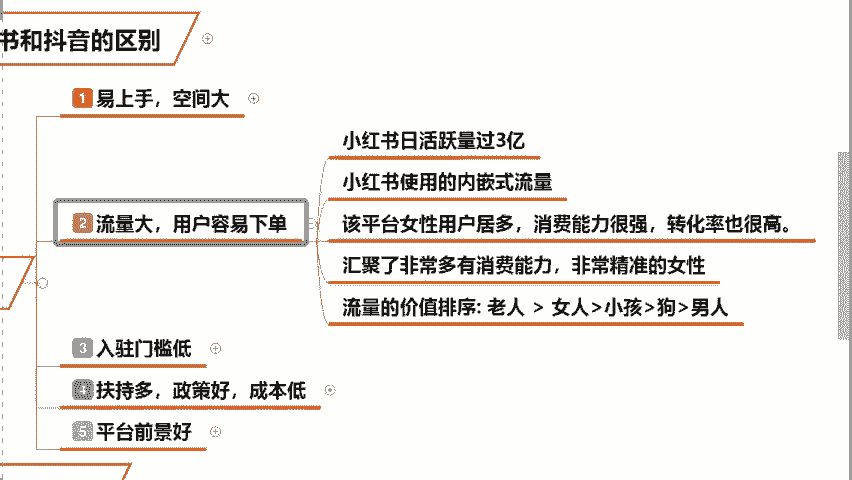 书和抖音的区别
1 易上手，空间大
小红书日活跃量过3亿
小红书使用的内嵌式流量
2 流量大，用户容易下单
该平台女性用户居多，消费能力很强，转化率也很高。
汇聚了非常多有消费能力，非常精准的女性
流量的价值排序: 老人 > 女人>小孩>狗>男人
3 入驻门槛低
4 扶持多，政策好，成本低
5 平台前景好